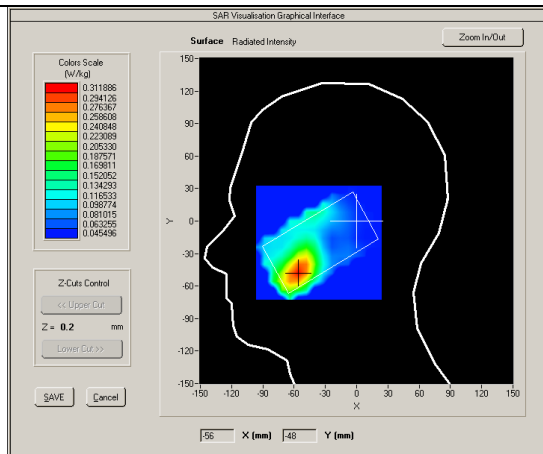 SAR Visualisation Graphical Interface
Surface Radiated Intensity
Zoom In/Out
Colors Scale
(W/kg)
0.311886
0.294126
0.276367
0.258608
0.240848
0.223089
0.205330
0.187571
0.169811
0.152052
0.134293
0.116533
0.098774
0.081015
0.063255
0.045496
150
120
90
60
30
0
-30
-60
-90
-120
-150
Y
-150 -120 -90 -60 -30 0 30 60 90 120 150
X
Z-Cuts Control
<< Upper Cut
Z = 0.2 mm
Lower Cut >>
SAVE Cancel
-56 X (mm) -48 Y (mm)